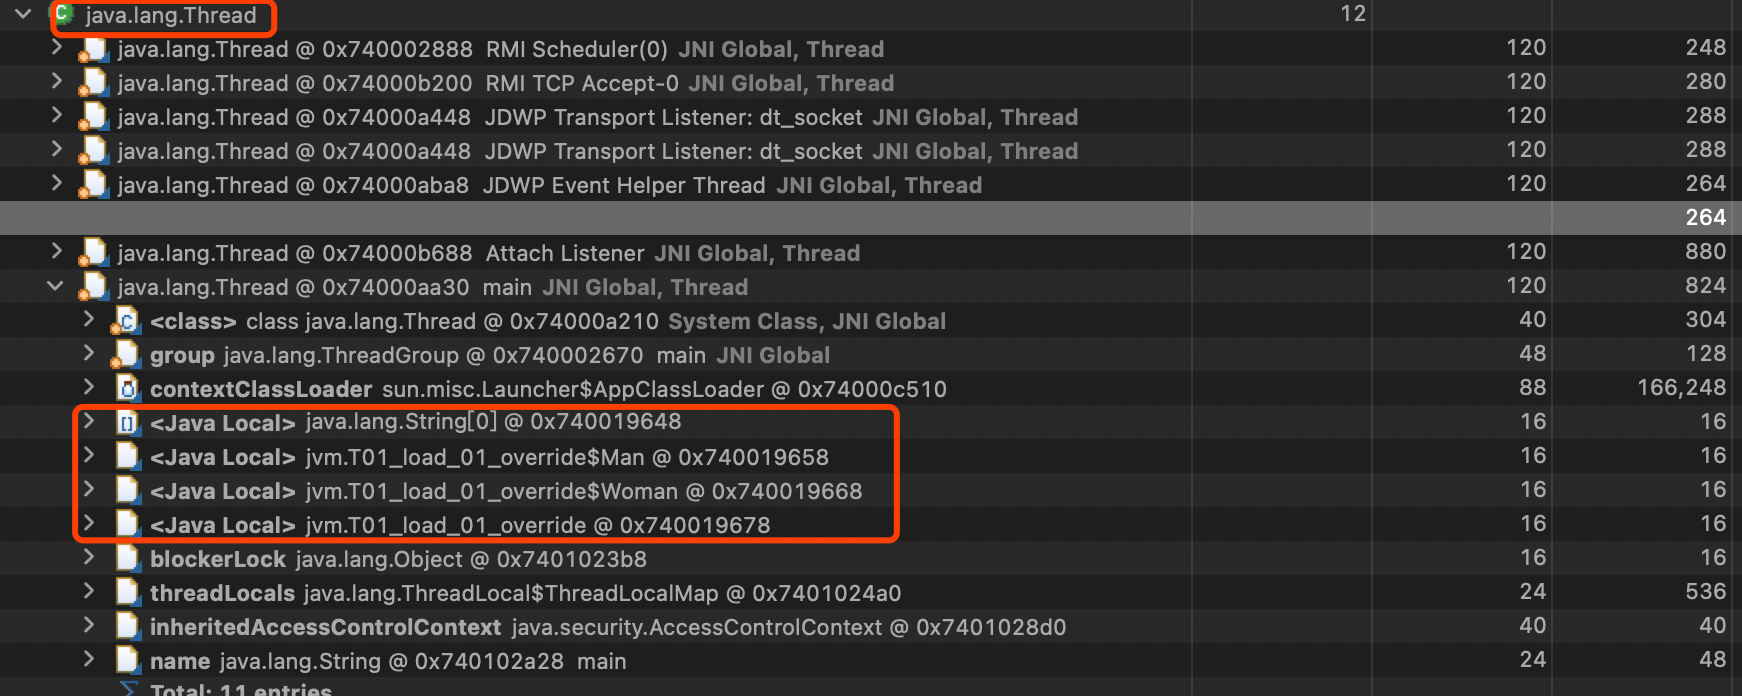 java.lang.Thread 12
java.lang.Thread @ 0x740002888 RMI Scheduler(0) JNI Global, Thread 120 248
java.lang.Thread @ 0x74000b200 RMI TCP Accept-0 JNI Global, Thread 120 280
java.lang.Thread @ 0x74000a448 JDWP Transport Listener: dt_socket JNI Global, Thread 120 288
java.lang.Thread @ 0x74000a448 JDWP Transport Listener: dt_socket JNI Global, Thread 120 288
java.lang.Thread @ 0x74000aba8 JDWP Event Helper Thread JNI Global, Thread 120 264
264
java.lang.Thread @ 0x74000b688 Attach Listener JNI Global, Thread 120 880
java.lang.Thread @ 0x74000aa30 main JNI Global, Thread 120 824
<class> class java.lang.Thread @ 0x74000a210 System Class, JNI Global 40 304
group java.lang.ThreadGroup @ 0x740002670 main JNI Global 48 128
contextClassLoader sun.misc.Launcher$AppClassLoader @ 0x74000c510 88 166,248
<Java Local> java.lang.String[0] @ 0x740019648 16 16
<Java Local> jvm.T01_load_01_override$Man @ 0x740019658 16 16
<Java Local> jvm.T01_load_01_override$Woman @ 0x740019668 16 16
<Java Local> jvm.T01_load_01_override @ 0x740019678 16 16
blockerLock java.lang.Object @ 0x7401023b8 16 16
threadLocals java.lang.ThreadLocal$ThreadLocalMap @ 0x7401024a0 24 536
inheritedAccessControlContext java.security.AccessControlContext @ 0x7401028d0 40 40
name java.lang.String @ 0x740102a28 main 24 48
Total: 11 entries